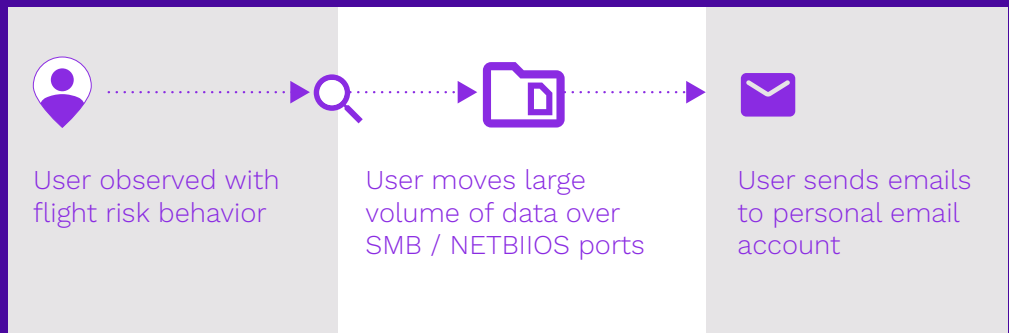 User observed with
flight risk behavior
User moves large
volume of data over
SMB / NETBIIOS ports
User sends emails
to personal email
account